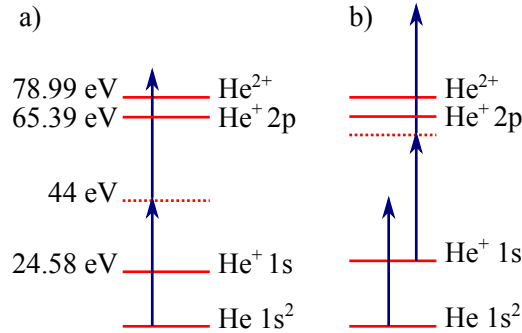 a)
78.99 eV He²⁺
65.39 eV He⁺ 2p
44 eV
24.58 eV He⁺ 1s
He 1s²
b)
He²⁺
He⁺ 2p
He⁺ 1s
He 1s²